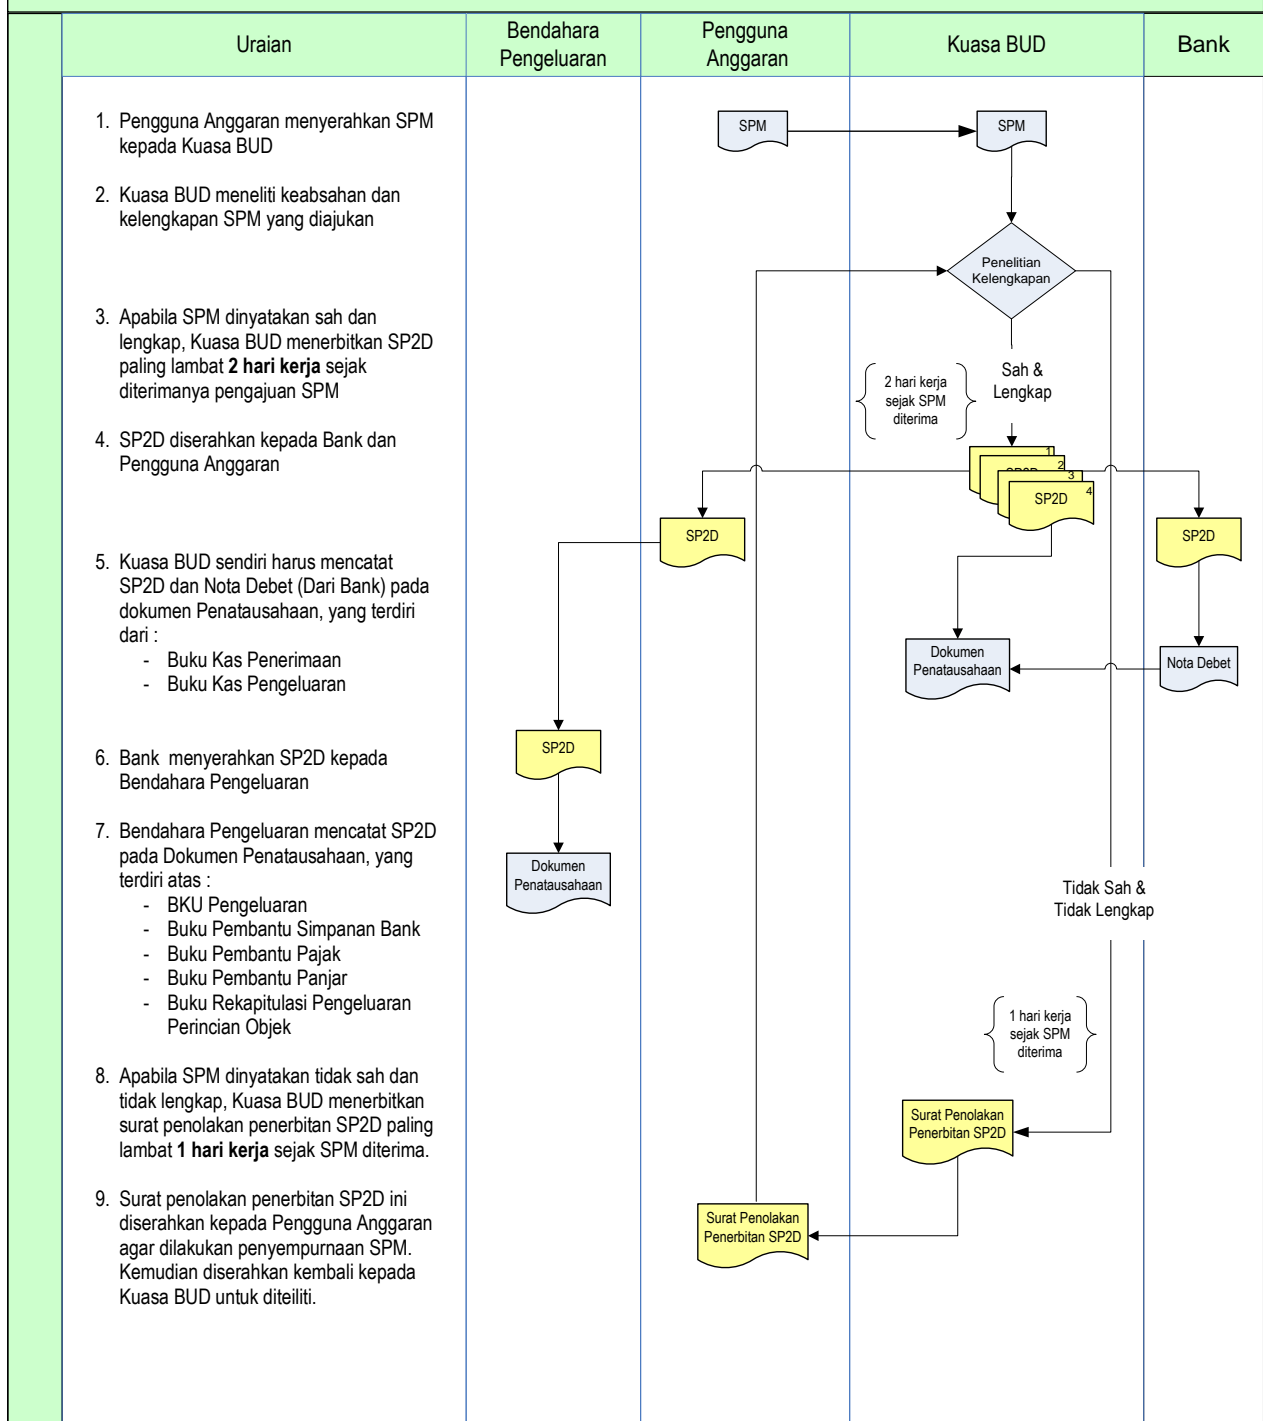 Uraian
Bendahara
Pengeluaran
Pengguna
Anggaran
Kuasa BUD
Bank
1. Pengguna Anggaran menyerahkan SPM
kepada Kuasa BUD
2. Kuasa BUD meneliti keabsahan dan
kelengkapan SPM yang diajukan
3. Apabila SPM dinyatakan sah dan
lengkap, Kuasa BUD menerbitkan SP2D
paling lambat 2 hari kerja sejak
diterimanya pengajuan SPM
4. SP2D diserahkan kepada Bank dan
Pengguna Anggaran
5. Kuasa BUD sendiri harus mencatat
SP2D dan Nota Debet (Dari Bank) pada
dokumen Penatausahaan, yang terdiri
dari :
- Buku Kas Penerimaan
- Buku Kas Pengeluaran
6. Bank  menyerahkan SP2D kepada
Bendahara Pengeluaran
7. Bendahara Pengeluaran mencatat SP2D
pada Dokumen Penatausahaan, yang
terdiri atas :
- BKU Pengeluaran
- Buku Pembantu Simpanan Bank
- Buku Pembantu Pajak
- Buku Pembantu Panjar
- Buku Rekapitulasi Pengeluaran
Perincian Objek
8. Apabila SPM dinyatakan tidak sah dan
tidak lengkap, Kuasa BUD menerbitkan
surat penolakan penerbitan SP2D paling
lambat 1 hari kerja sejak SPM diterima.
9. Surat penolakan penerbitan SP2D ini
diserahkan kepada Pengguna Anggaran
agar dilakukan penyempurnaan SPM.
Kemudian diserahkan kembali kepada
Kuasa BUD untuk diteiliti.
SPM
SPM
Penelitian
Kelengkapan
Sah &
Lengkap
2 hari kerja
sejak SPM
diterima
1
2
3
4
SP2D
SP2D
SP2D
Dokumen
Penatausahaan
Nota Debet
SP2D
Dokumen
Penatausahaan
Tidak Sah &
Tidak Lengkap
1 hari kerja
sejak SPM
diterima
Surat Penolakan
Penerbitan SP2D
Surat Penolakan
Penerbitan SP2D